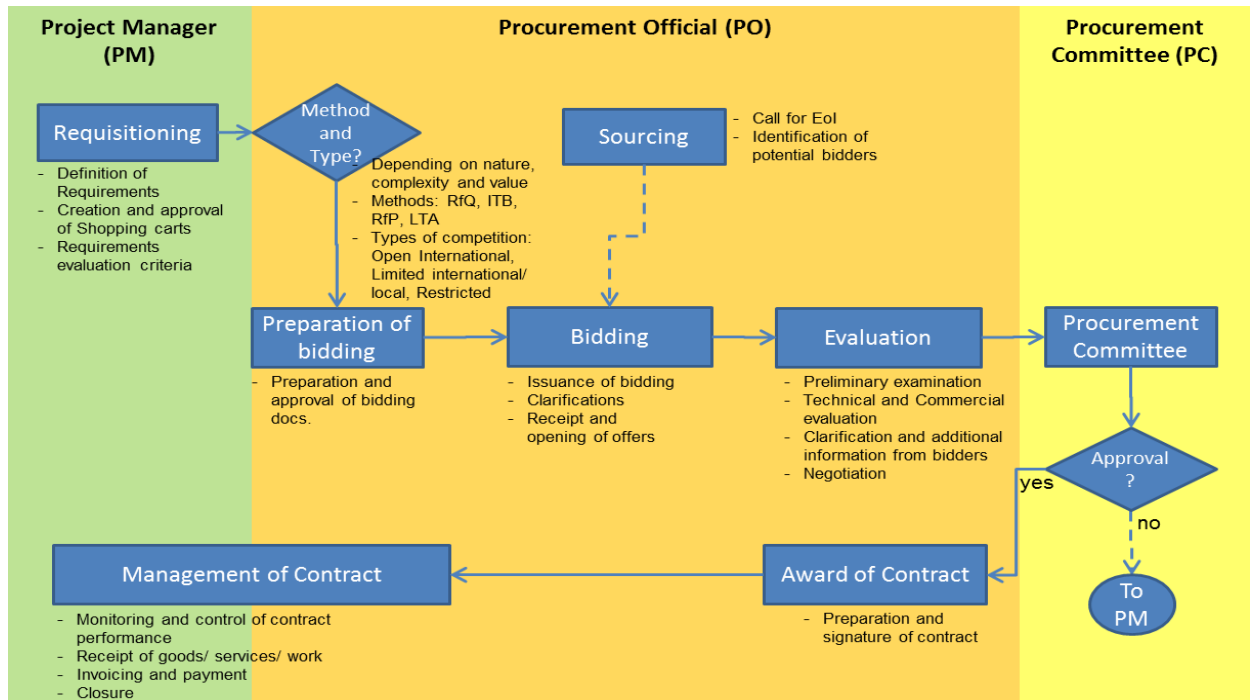 Project Manager
(PM)
Procurement Official (PO)
Procurement
Committee (PC)
Requisitioning
- Definition of
Requirements
- Creation and approval
of Shopping carts
- Requirements
evaluation criteria
Method
and
Type?
- Depending on nature,
complexity and value
- Methods: RfQ, ITB,
RfP, LTA
- Types of competition:
Open International,
Limited international/
local, Restricted
Sourcing
- Call for EoI
- Identification of
potential bidders
Preparation of
bidding
- Preparation and
approval of bidding
docs.
Bidding
- Issuance of bidding
- Clarifications
- Receipt and
opening of offers
Evaluation
- Preliminary examination
- Technical and Commercial
evaluation
- Clarification and additional
information from bidders
- Negotiation
Procurement
Committee
Approval
?
yes
no
To
PM
Award of Contract
- Preparation and
signature of contract
Management of Contract
- Monitoring and control of contract
performance
- Receipt of goods/ services/ work
- Invoicing and payment
- Closure